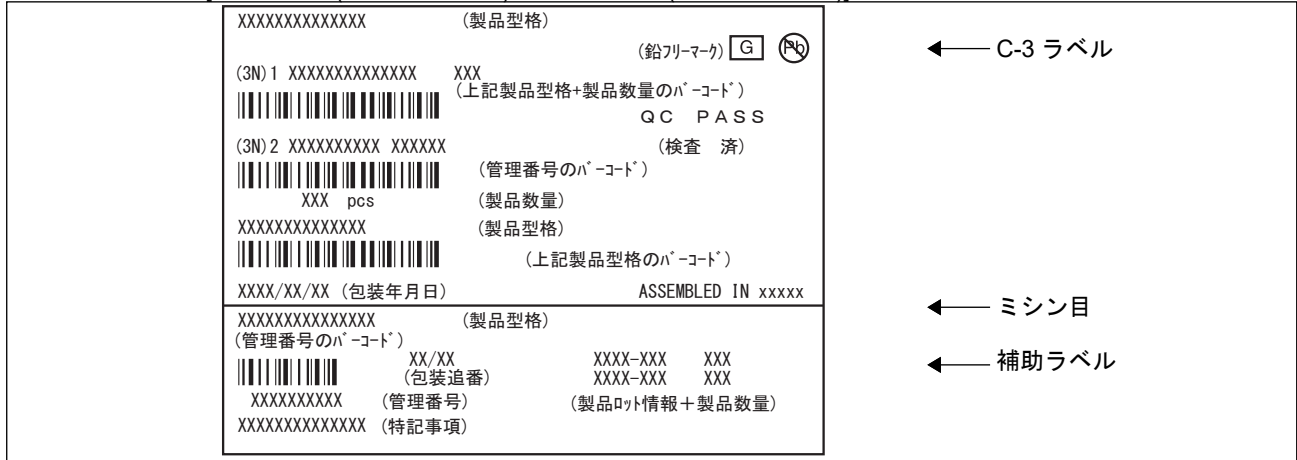 XXXXXXXXXXXXXX (製品型格)
(鉛フリーマーク) G Pb
C-3 ラベル
(3N)1 XXXXXXXXXXXXXX XXX
(上記製品型格+製品数量のバーコード)
QC PASS
(3N)2 XXXXXXXXXX XXXXXX (検査 済)
(管理番号のバーコード)
XXX pcs (製品数量)
XXXXXXXXXXXXXX (製品型格)
(上記製品型格のバーコード)
XXXX/XX/XX (包装年月日) ASSEMBLED IN xxxxx
ミシン目
XXXXXXXXXXXXXXX (製品型格)
(管理番号のバーコード)
XX/XX XXXX-XXX XXX
補助ラベル
(包装追番) XXXX-XXX XXX
XXXXXXXXXX (管理番号) (製品ロット情報+製品数量)
XXXXXXXXXXXXXX (特記事項)